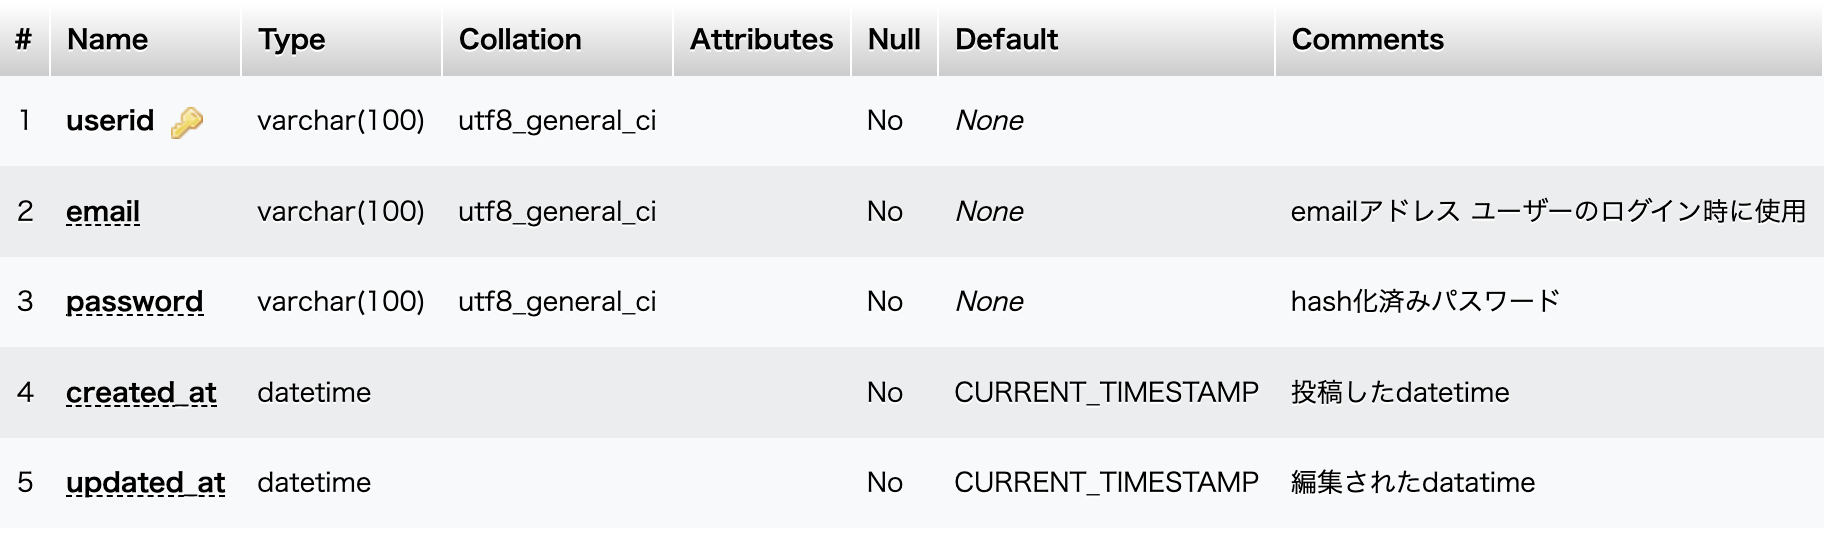 # Name Type Collation Attributes Null Default Comments
1 userid varchar(100) utf8_general_ci No None
2 email varchar(100) utf8_general_ci No None emailアドレス ユーザーのログイン時に使用
3 password varchar(100) utf8_general_ci No None hash化済みパスワード
4 created_at datetime No CURRENT_TIMESTAMP 投稿したdatetime
5 updated_at datetime No CURRENT_TIMESTAMP 編集されたdatatime